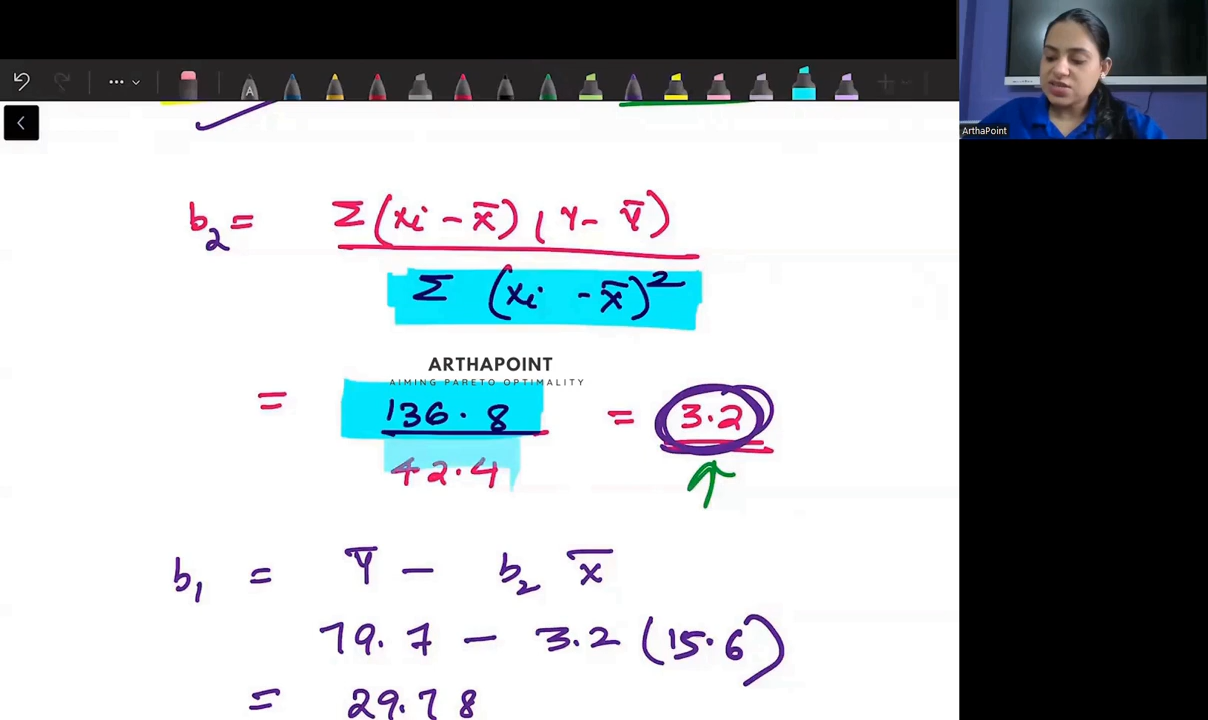 ArthaPoint
b₂ = Σ(xi - x̄) (Y - Ȳ)
Σ (xi - x̄)²
ARTHAPOINT
AIMING PARETO OPTIMALITY
= 136.8 = 3.2
42.4
b₁ = Ȳ - b₂ x̄
79.7 - 3.2 (15.6)
= 29.78